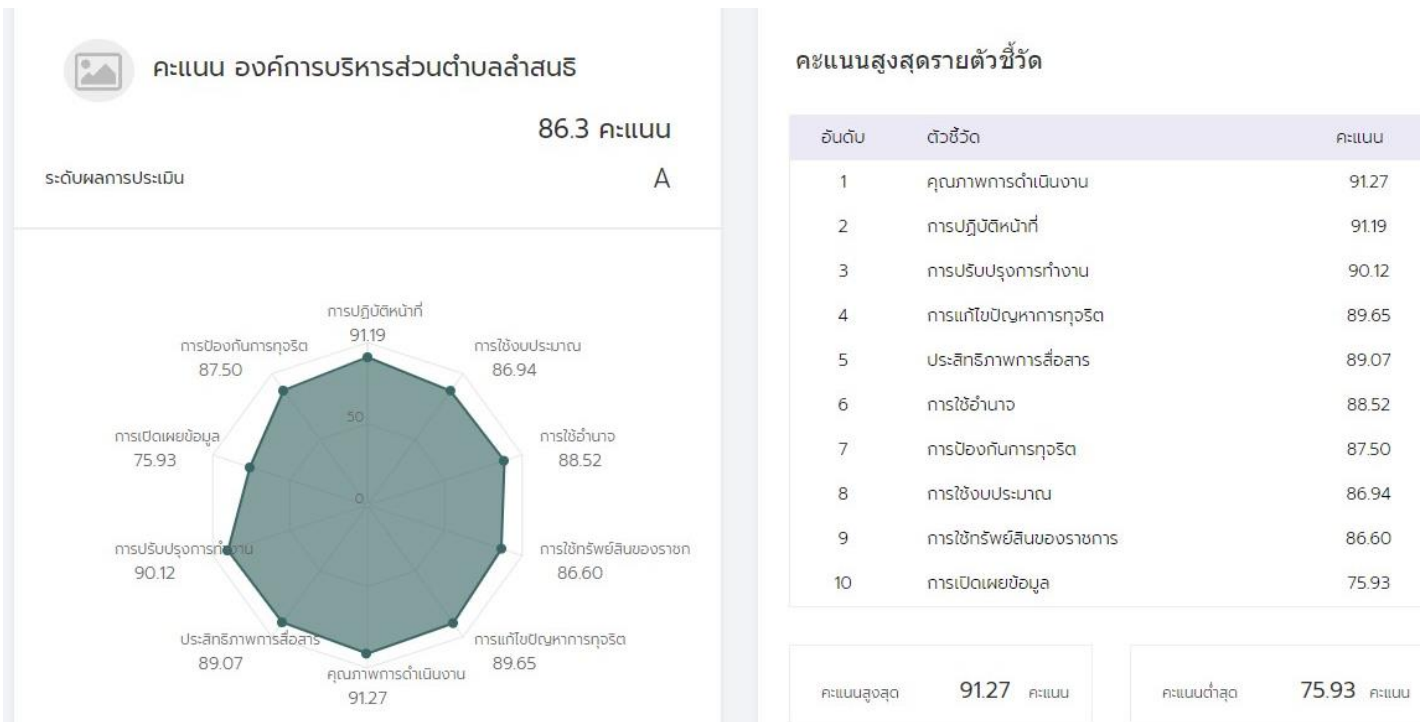 คะแนน องค์การบริหารส่วนตำบลลำสนธิ
86.3 คะแนน
ระดับผลการประเมิน A
การปฏิบัติหน้าที่
91.19
การป้องกันการทุจริต
87.50
การใช้งบประมาณ
86.94
50
การเปิดเผยข้อมูล
75.93
การใช้อำนาจ
88.52
0
การปรับปรุงการทำงาน
90.12
การใช้ทรัพย์สินของราชก
86.60
ประสิทธิภาพการสื่อสาร
89.07
การแก้ไขปัญหาการทุจริต
89.65
คุณภาพการดำเนินงาน
91.27
คะแนนสูงสุดรายตัวชี้วัด
อันดับ ตัวชี้วัด คะแนน
1 คุณภาพการดำเนินงาน 91.27
2 การปฏิบัติหน้าที่ 91.19
3 การปรับปรุงการทำงาน 90.12
4 การแก้ไขปัญหาการทุจริต 89.65
5 ประสิทธิภาพการสื่อสาร 89.07
6 การใช้อำนาจ 88.52
7 การป้องกันการทุจริต 87.50
8 การใช้งบประมาณ 86.94
9 การใช้ทรัพย์สินของราชการ 86.60
10 การเปิดเผยข้อมูล 75.93
คะแนนสูงสุด 91.27 คะแนน
คะแนนต่ำสุด 75.93 คะแนน